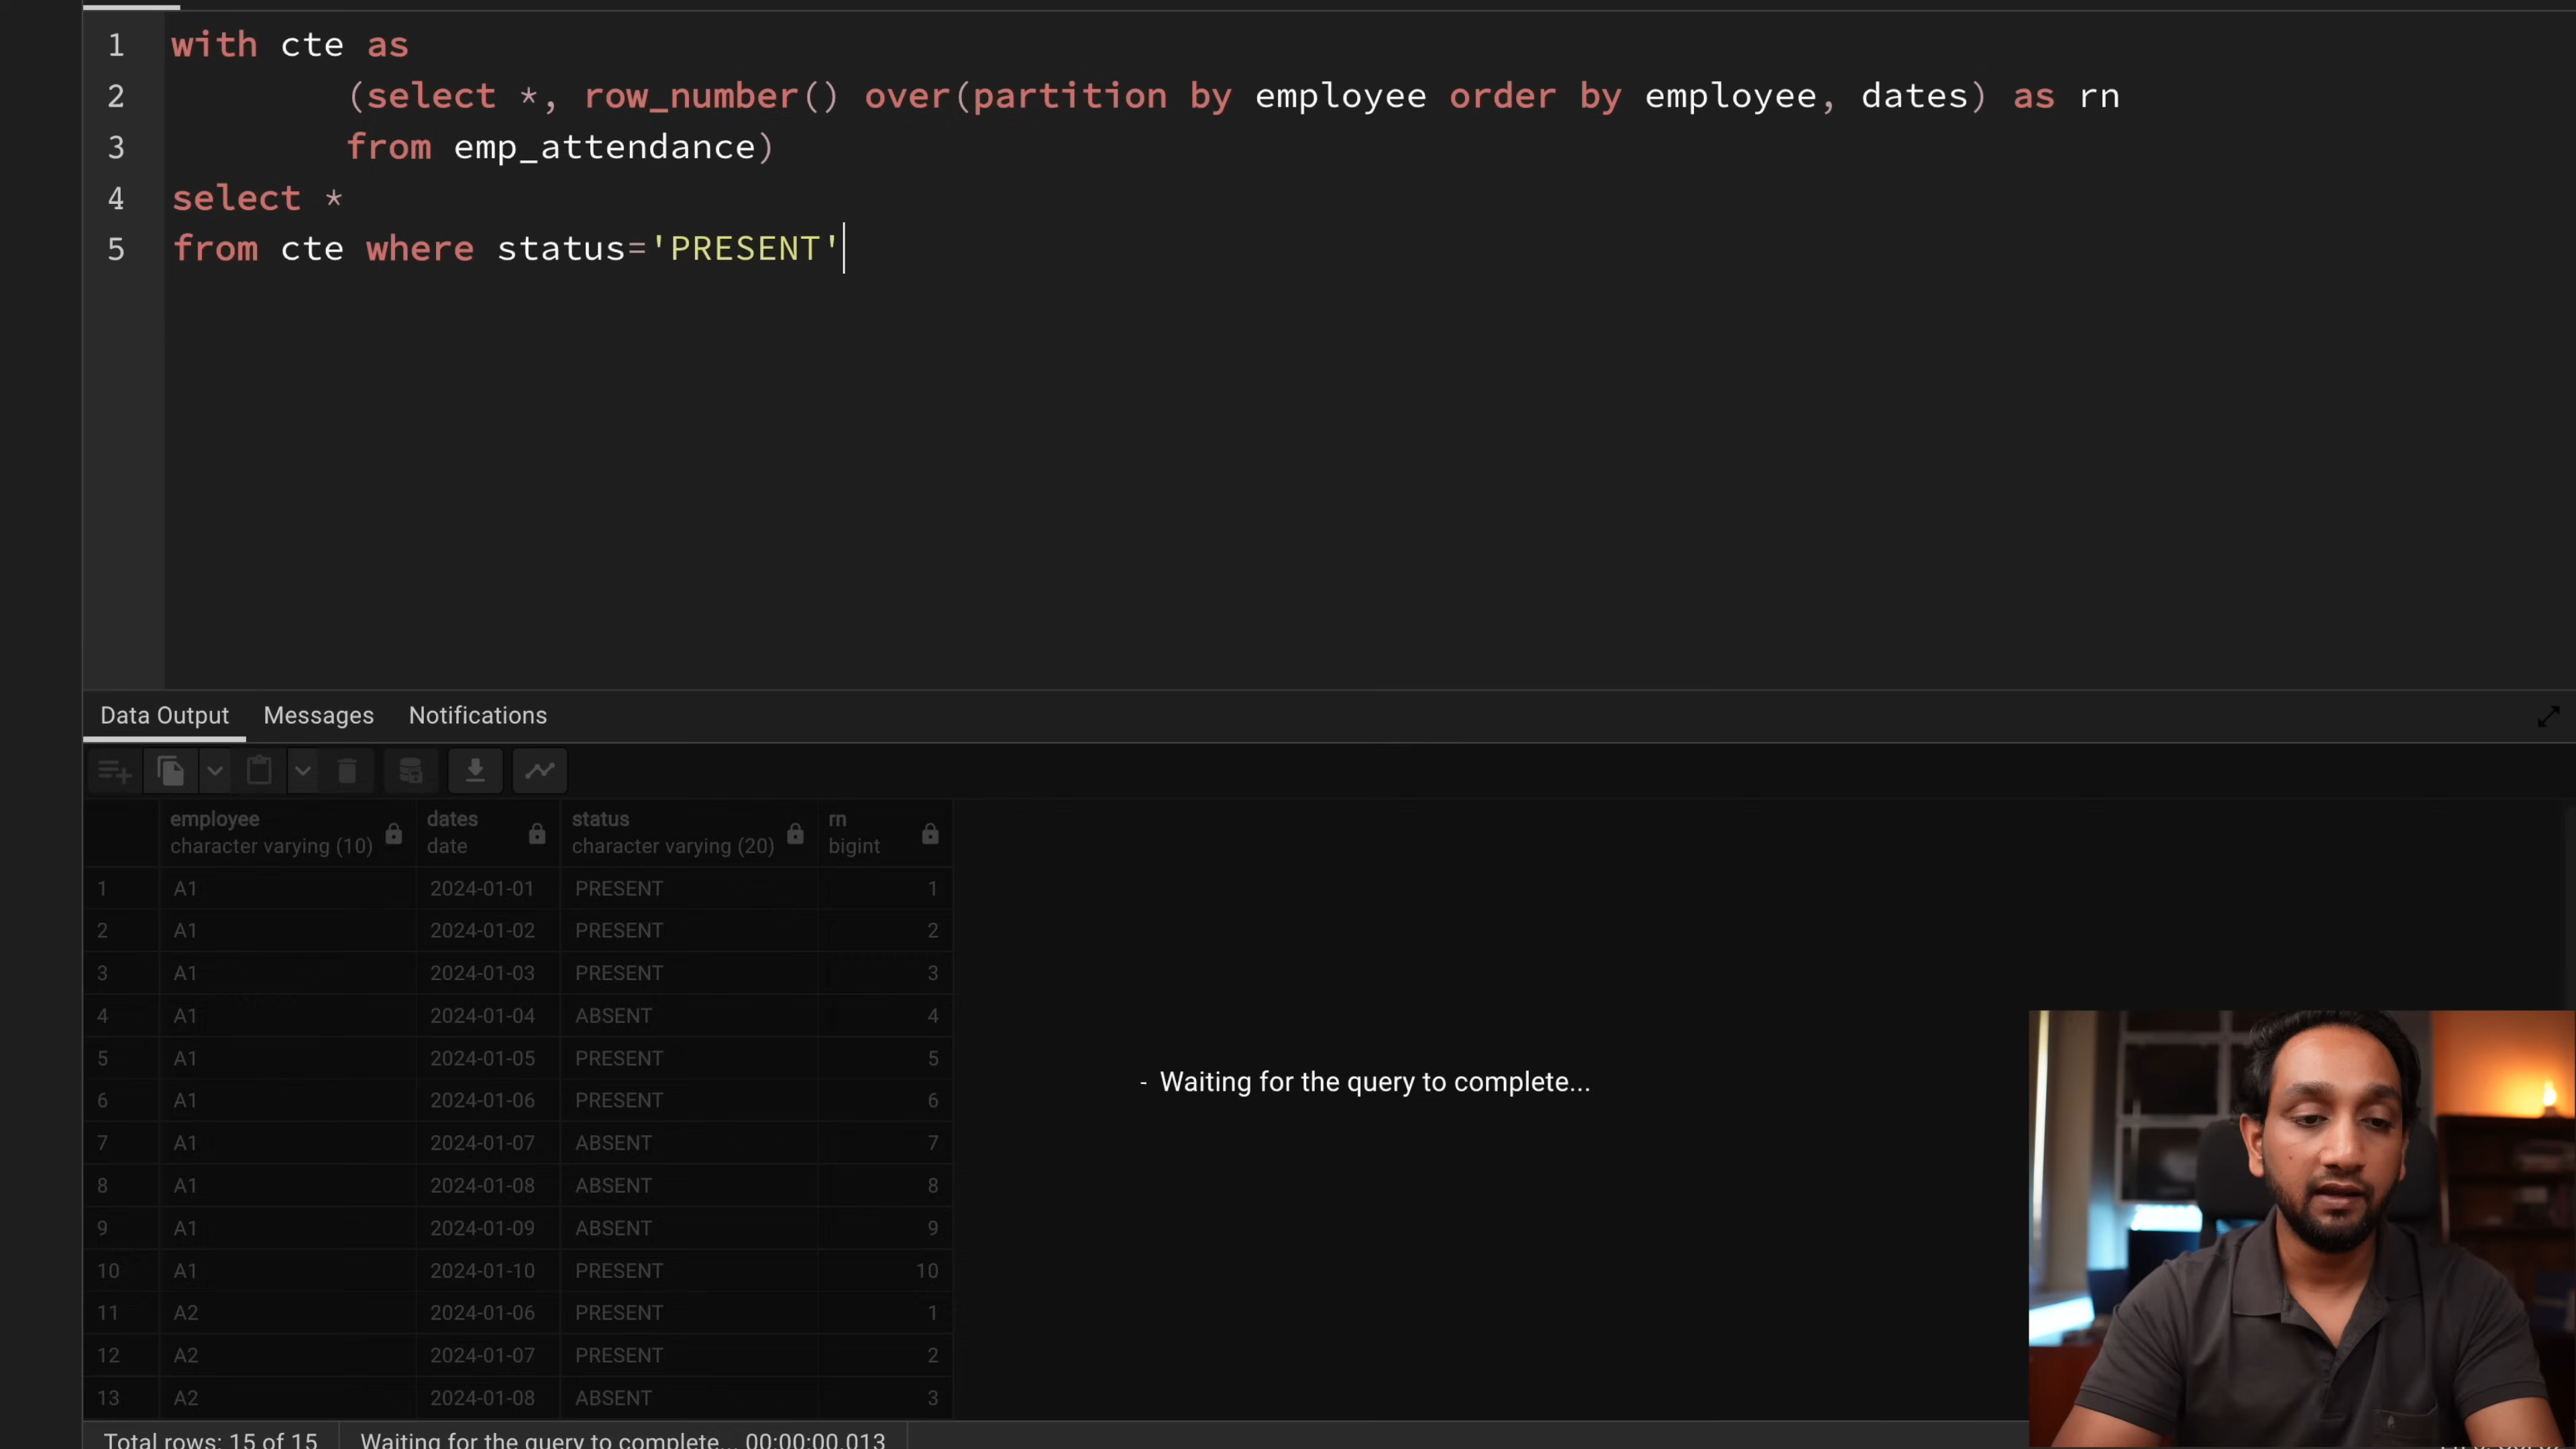 1 with cte as
2 (select *, row_number() over(partition by employee order by employee, dates) as rn
3 from emp_attendance)
4 select *
5 from cte where status='PRESENT'
Data Output Messages Notifications
employee dates status rn
character varying (10) date character varying (20) bigint
1 A1 2024-01-01 PRESENT 1
2 A1 2024-01-02 PRESENT 2
3 A1 2024-01-03 PRESENT 3
4 A1 2024-01-04 ABSENT 4
5 A1 2024-01-05 PRESENT 5
6 A1 2024-01-06 PRESENT 6
- Waiting for the query to complete...
7 A1 2024-01-07 ABSENT 7
8 A1 2024-01-08 ABSENT 8
9 A1 2024-01-09 ABSENT 9
10 A1 2024-01-10 PRESENT 10
11 A2 2024-01-06 PRESENT 1
12 A2 2024-01-07 PRESENT 2
13 A2 2024-01-08 ABSENT 3
Total rows: 15 of 15 Waiting for the query to complete... 00:00:00.013